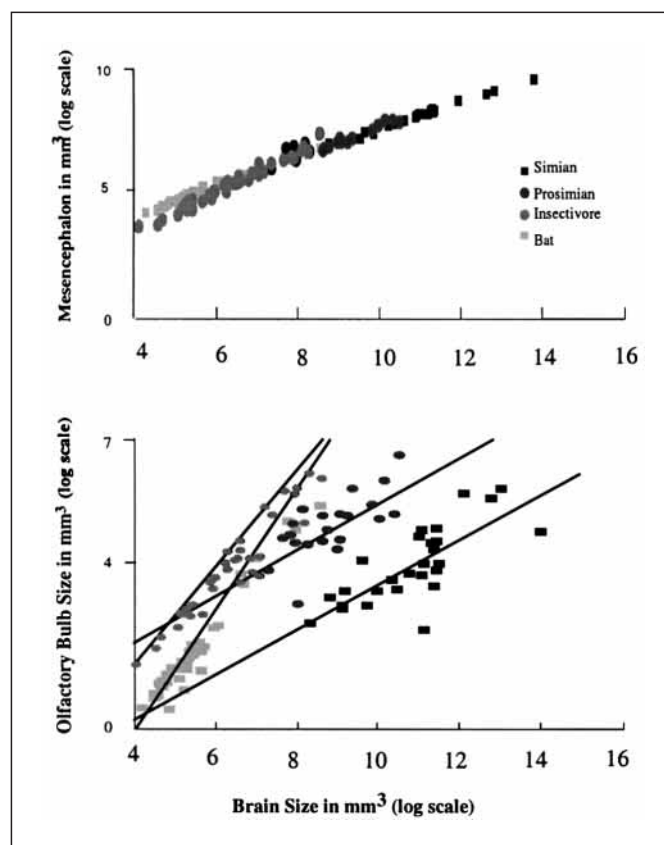 Mesencephalon in mm³ (log scale)
10
5
0
Simian
Prosimian
Insectivore
Bat
4 6 8 10 12 14 16
Olfactory Bulb Size in mm³ (log scale)
7
4
0
4 6 8 10 12 14 16
Brain Size in mm³ (log scale)